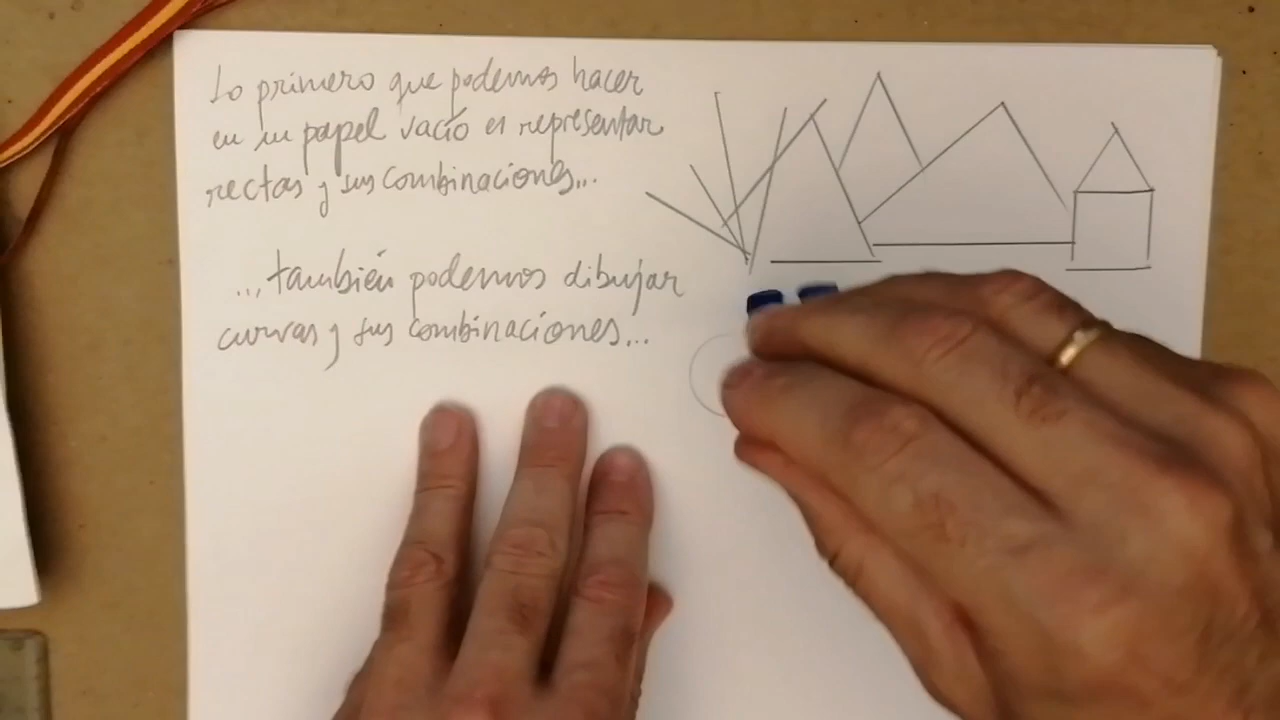 Lo primero que podemos hacer
en un papel vacío es representar
rectas y sus combinaciones...
...también podemos dibujar
curvas y sus combinaciones...